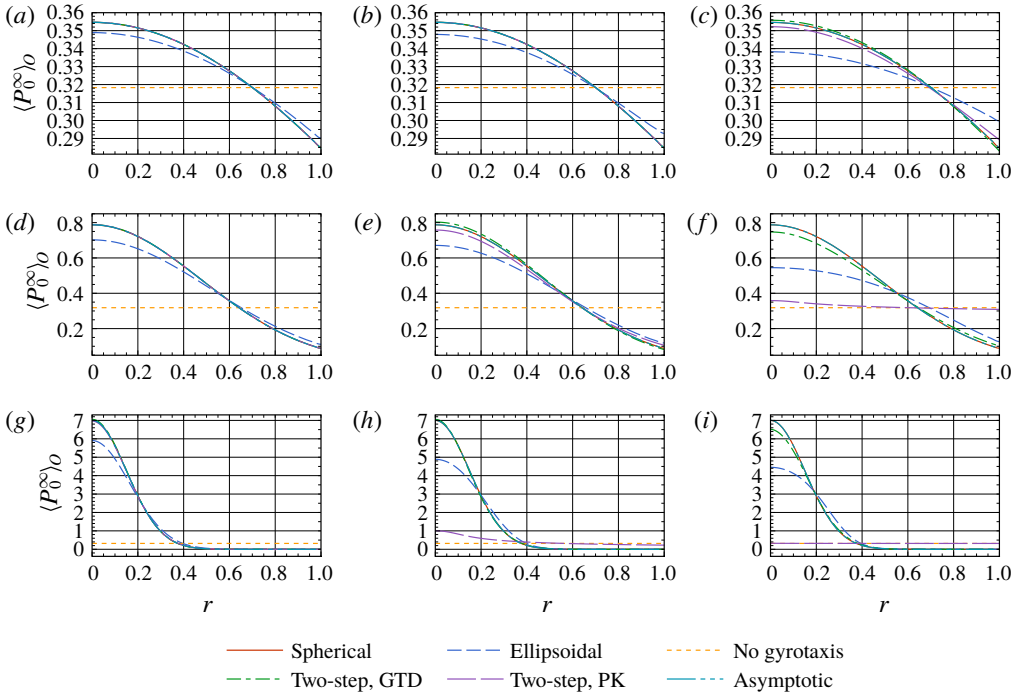 (a) (b) (c)
0.36 0.36 0.36
0.35 0.35 0.35
0.34 0.34 0.34
0.33 0.33 0.33
0.32 0.32 0.32
0.31 0.31 0.31
0.30 0.30 0.30
0.29 0.29 0.29
⟨P₀^∞⟩_O
0 0.2 0.4 0.6 0.8 1.0 0 0.2 0.4 0.6 0.8 1.0 0 0.2 0.4 0.6 0.8 1.0
(d) (e) (f)
0.8 0.8 0.8
0.6 0.6 0.6
0.4 0.4 0.4
0.2 0.2 0.2
⟨P₀^∞⟩_O
0 0.2 0.4 0.6 0.8 1.0 0 0.2 0.4 0.6 0.8 1.0 0 0.2 0.4 0.6 0.8 1.0
(g) (h) (i)
7 7 7
6 6 6
5 5 5
4 4 4
3 3 3
2 2 2
1 1 1
0 0 0
⟨P₀^∞⟩_O
0 0.2 0.4 0.6 0.8 1.0 0 0.2 0.4 0.6 0.8 1.0 0 0.2 0.4 0.6 0.8 1.0
r r r
Spherical Ellipsoidal No gyrotaxis
Two-step, GTD Two-step, PK Asymptotic